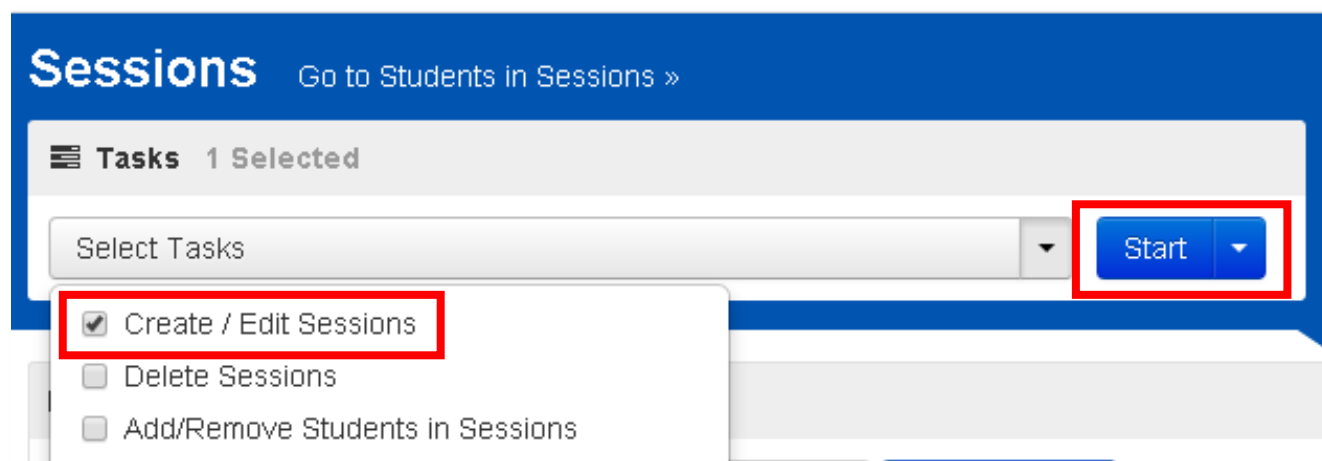 Sessions Go to Students in Sessions »
Tasks 1 Selected
Select Tasks Start
Create / Edit Sessions
Delete Sessions
Add/Remove Students in Sessions